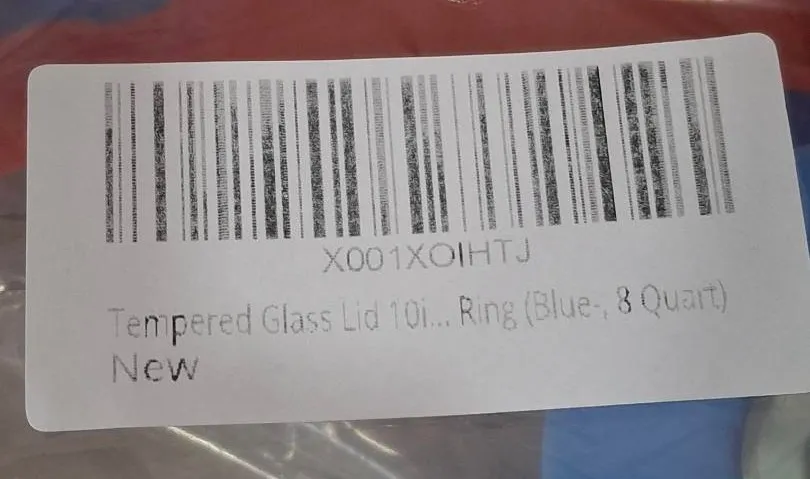 X001XOIHTJ
Tempered Glass Lid 10i... Ring (Blue-, 8 Quart)
New